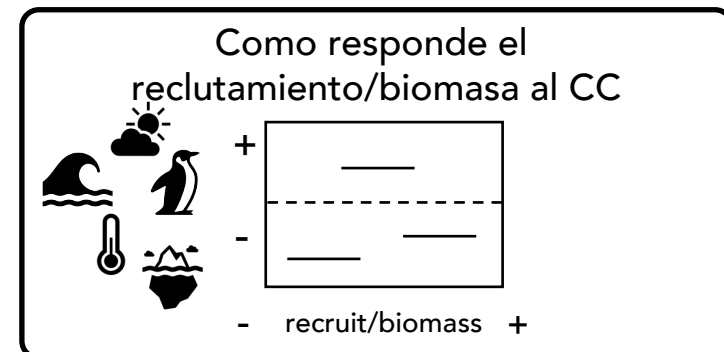 Como responde el
reclutamiento/biomasa al CC
+
-
- recruit/biomass +